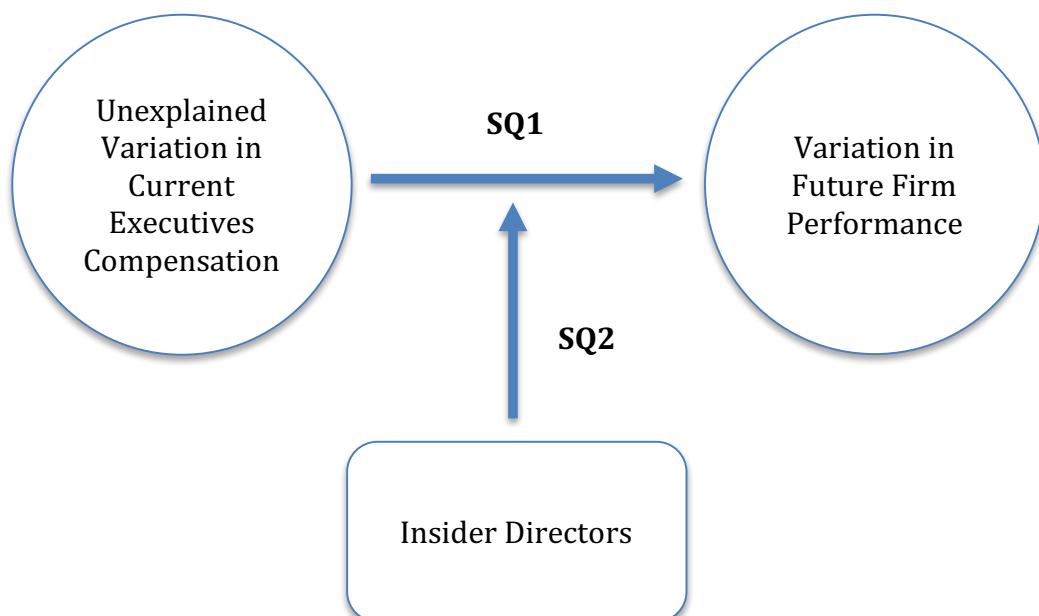 Unexplained
Variation in
Current
Executives
Compensation
SQ1
Variation in
Future Firm
Performance
SQ2
Insider Directors